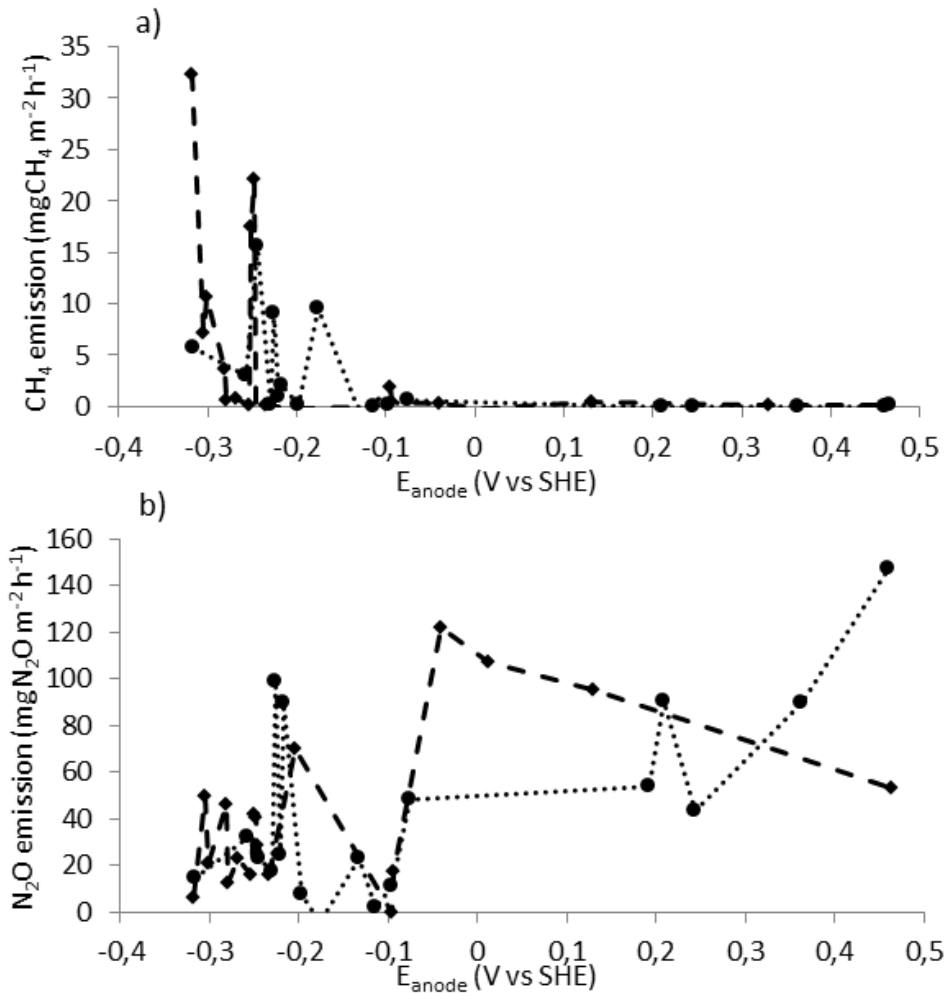 a)
CH₄ emission (mgCH₄ m⁻² h⁻¹)
35
30
25
20
15
10
5
0
-0,4 -0,3 -0,2 -0,1 0 0,1 0,2 0,3 0,4 0,5
E_anode (V vs SHE)
b)
N₂O emission (mgN₂O m⁻² h⁻¹)
160
140
120
100
80
60
40
20
0
-0,4 -0,3 -0,2 -0,1 0 0,1 0,2 0,3 0,4 0,5
E_anode (V vs SHE)